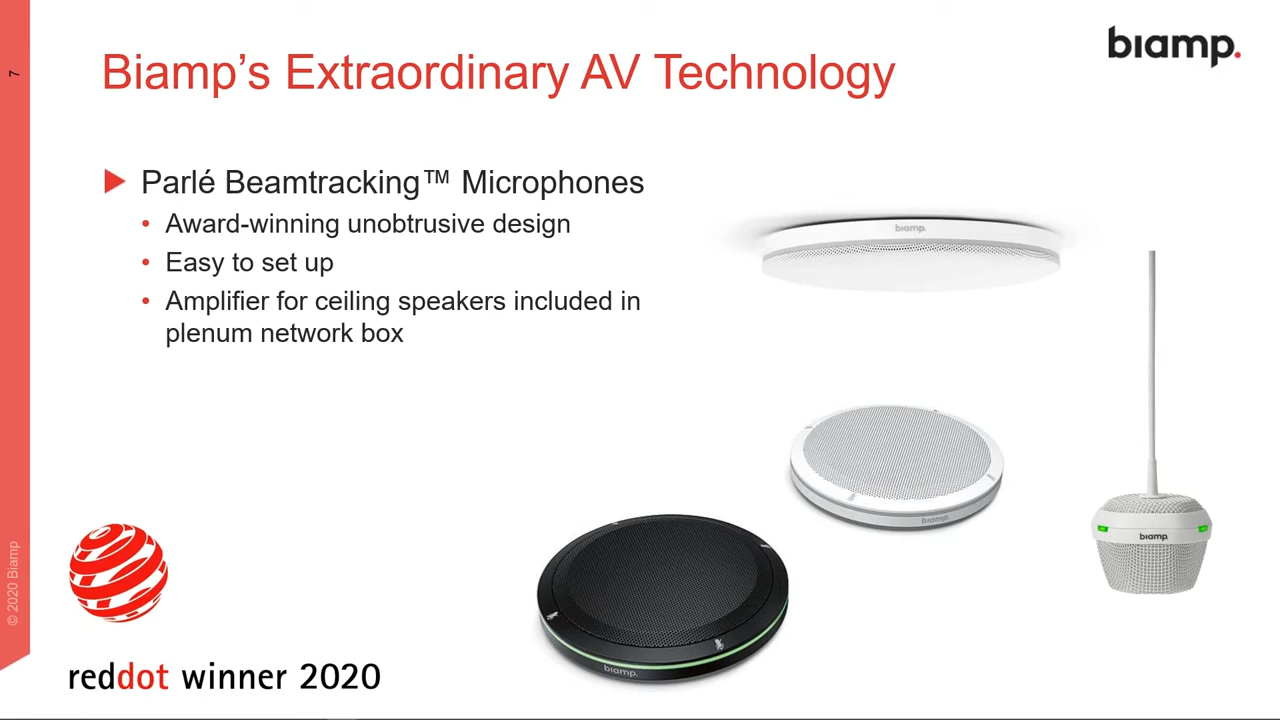 7
biamp.
Biamp’s Extraordinary AV Technology
Parlé Beamtracking™ Microphones
• Award-winning unobtrusive design
• Easy to set up
• Amplifier for ceiling speakers included in
plenum network box
biamp.
biamp.
biamp.
biamp.
reddot winner 2020
© 2020 Biamp